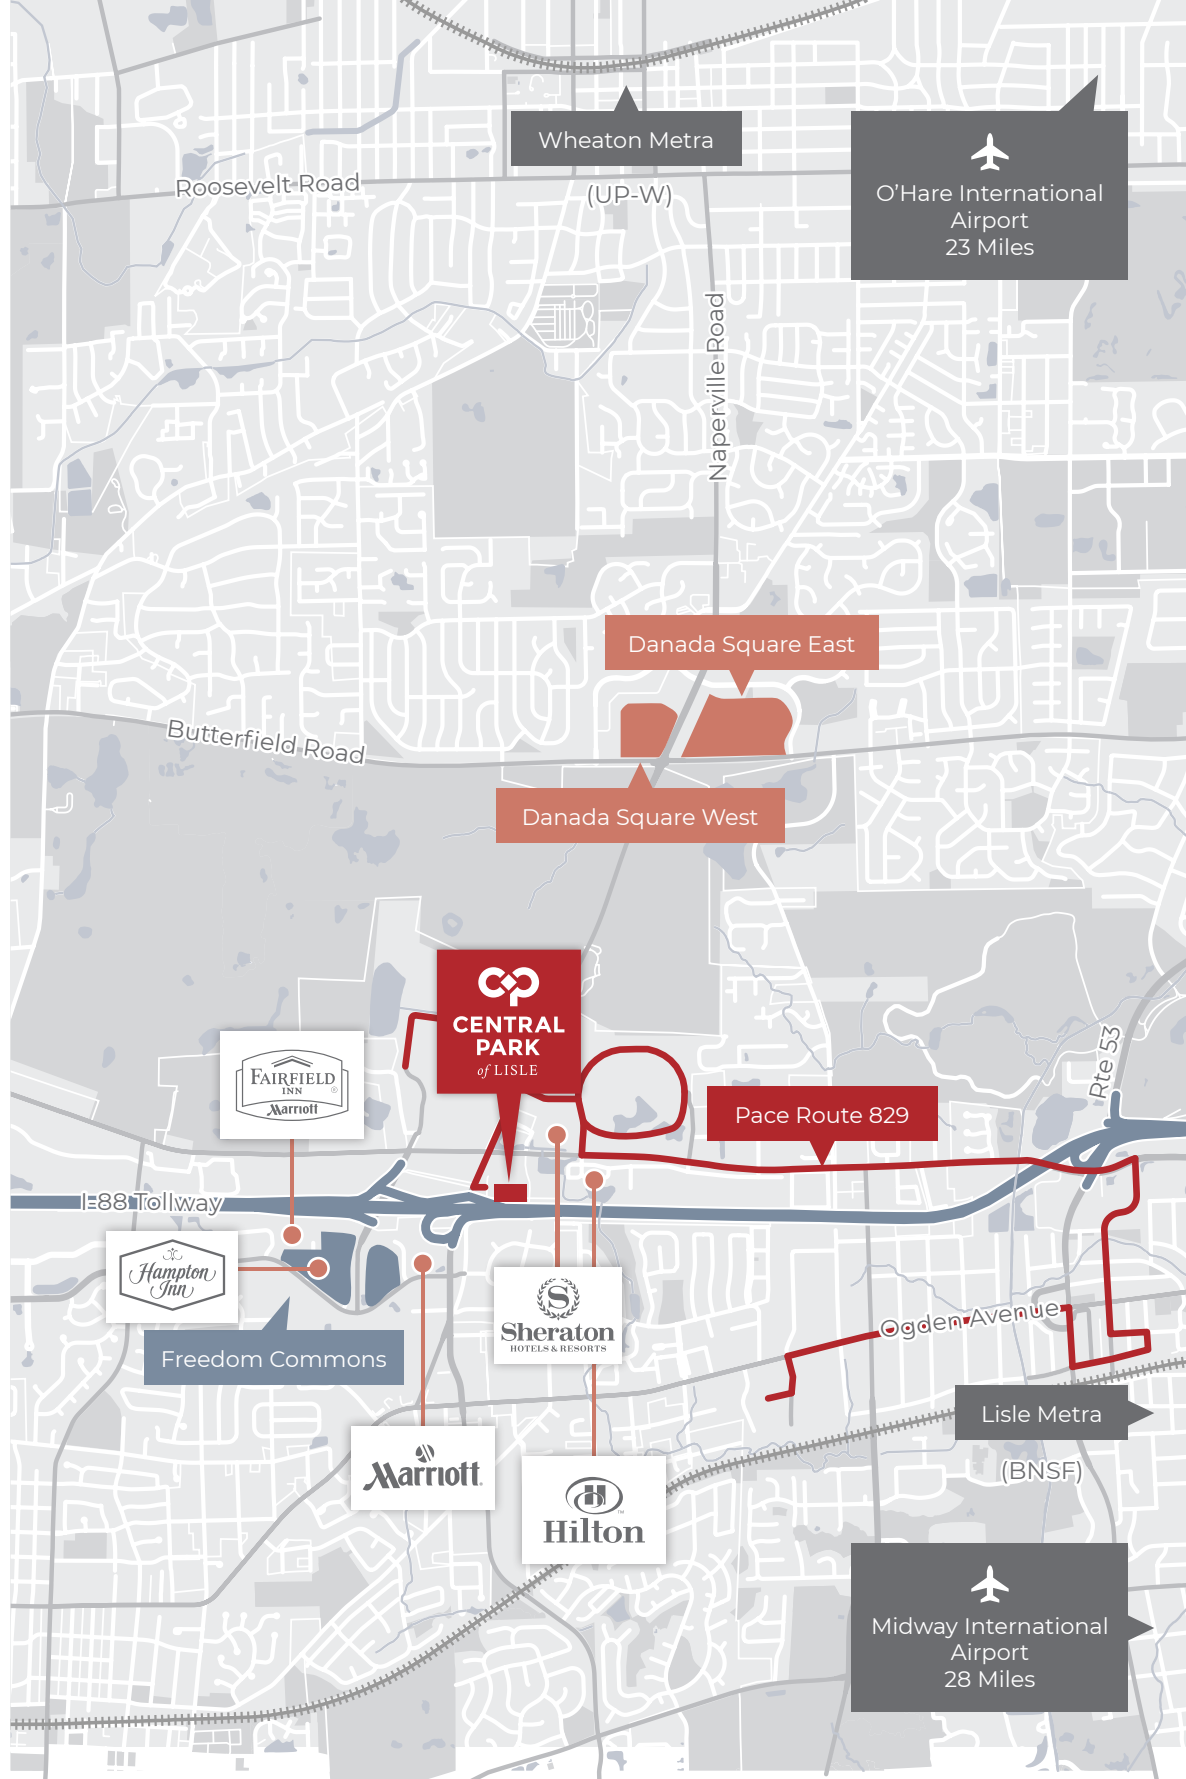 Wheaton Metra
(UP-W)
O'Hare International
Airport
23 Miles
Roosevelt Road
Naperville Road
Danada Square East
Butterfield Road
Danada Square West
CP
CENTRAL
PARK
of LISLE
Rte 53
FAIRFIELD
INN
®
Marriott
Pace Route 829
I-88 Tollway
Hampton
Inn
S
Sheraton
HOTELS & RESORTS
Ogden Avenue
Freedom Commons
Lisle Metra
(BNSF)
Marriott®
H
™
Hilton
Midway International
Airport
28 Miles